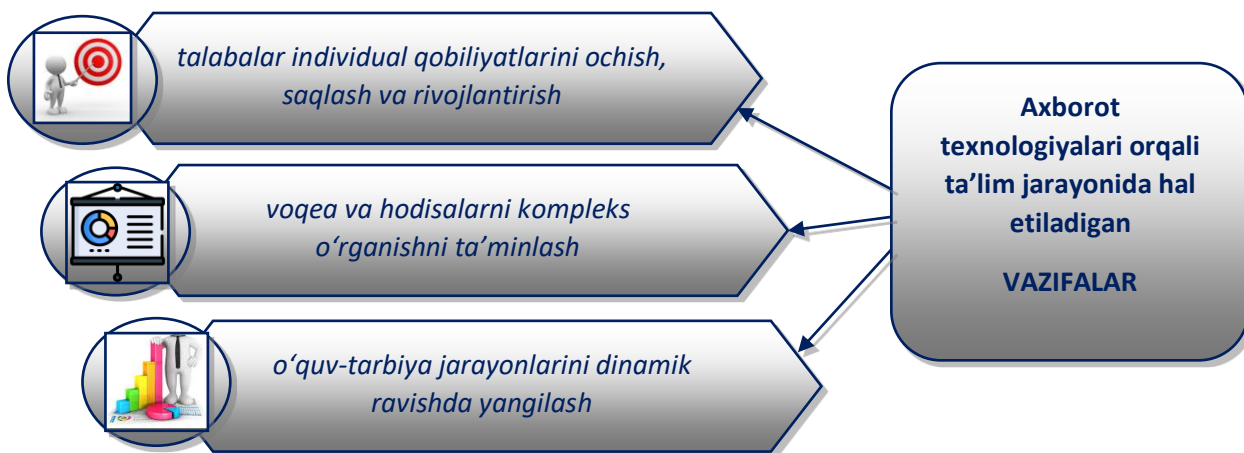 talabalar individual qobiliyatlarini ochish,
saqlash va rivojlantirish
voqea va hodisalarni kompleks
o‘rganishni ta’minlash
o‘quv-tarbiya jarayonlarini dinamik
ravishda yangilash
Axborot
texnologiyalari orqali
ta’lim jarayonida hal
etiladigan
VAZIFALAR